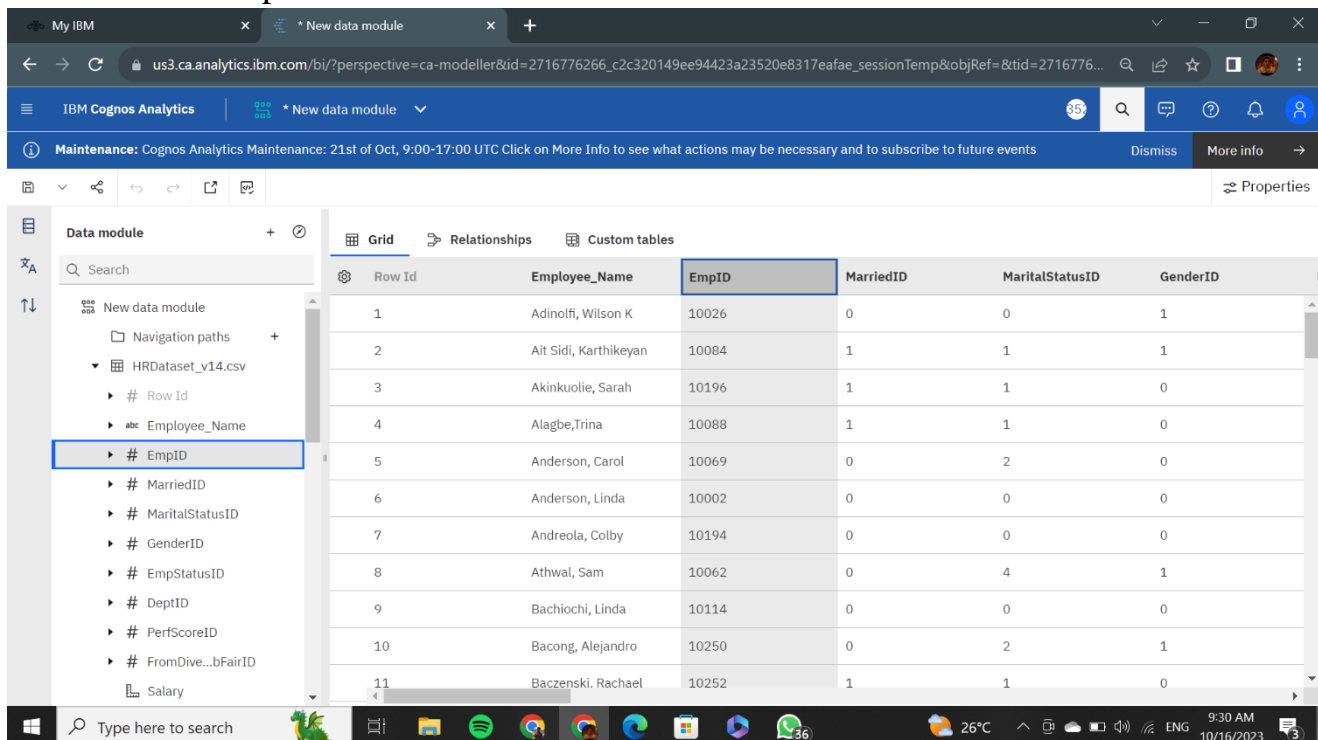 My IBM
* New data module
us3.ca.analytics.ibm.com/bi/?perspective=ca-modeller&id=2716776266_c2c320149ee94423a23520e8317eafae_sessionTemp&objRef=&tid=2716776...
IBM Cognos Analytics
* New data module
352
Maintenance: Cognos Analytics Maintenance: 21st of Oct, 9:00-17:00 UTC Click on More Info to see what actions may be necessary and to subscribe to future events Dismiss More info
Properties
Data module
Search
New data module
Navigation paths
HRDataset_v14.csv
# Row Id
abc Employee_Name
# EmpID
# MarriedID
# MaritalStatusID
# GenderID
# EmpStatusID
# DeptID
# PerfScoreID
# FromDive...bFairID
Salary
Grid Relationships Custom tables
Row Id Employee_Name EmpID MarriedID MaritalStatusID GenderID
1 Adinolfi, Wilson K 10026 0 0 1
2 Ait Sidi, Karthikeyan 10084 1 1 1
3 Akinkuolie, Sarah 10196 1 1 0
4 Alagbe,Trina 10088 1 1 0
5 Anderson, Carol 10069 0 2 0
6 Anderson, Linda 10002 0 0 0
7 Andreola, Colby 10194 0 0 0
8 Athwal, Sam 10062 0 4 1
9 Bachiochi, Linda 10114 0 0 0
10 Bacong, Alejandro 10250 0 2 1
11 Baczenski, Rachael 10252 1 1 0
Type here to search
36
26°C
ENG
9:30 AM
10/16/2023
3